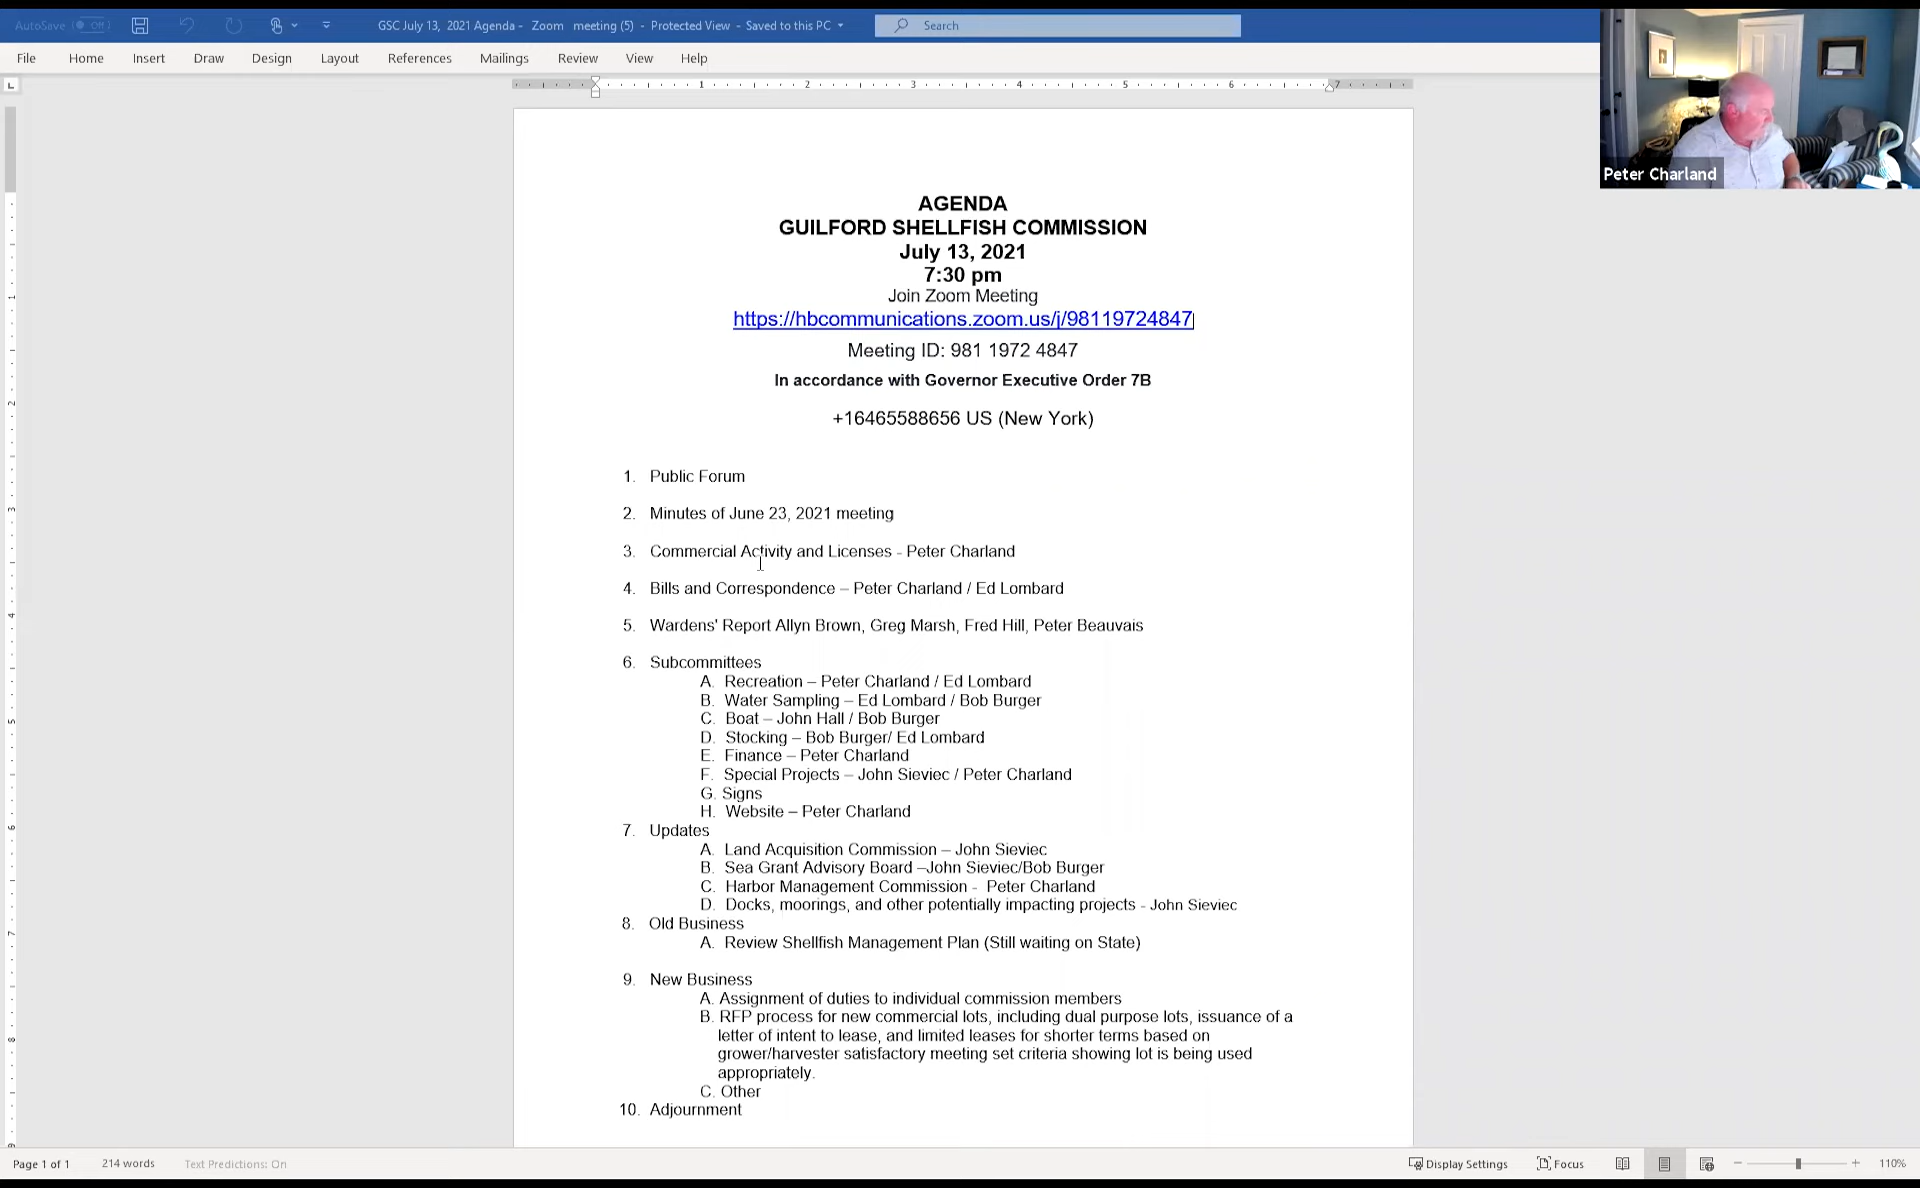 AutoSave Off
GSC July 13, 2021 Agenda - Zoom meeting (5) - Protected View - Saved to this PC
Search
File Home Insert Draw Design Layout References Mailings Review View Help
1 2 3 4 5 6 7
Peter Charland
AGENDA
GUILFORD SHELLFISH COMMISSION
July 13, 2021
7:30 pm
Join Zoom Meeting
https://hbcommunications.zoom.us/j/98119724847
Meeting ID: 981 1972 4847
In accordance with Governor Executive Order 7B
+16465588656 US (New York)
1. Public Forum
2. Minutes of June 23, 2021 meeting
3. Commercial Activity and Licenses - Peter Charland
4. Bills and Correspondence – Peter Charland / Ed Lombard
5. Wardens' Report Allyn Brown, Greg Marsh, Fred Hill, Peter Beauvais
6. Subcommittees
A. Recreation – Peter Charland / Ed Lombard
B. Water Sampling – Ed Lombard / Bob Burger
C. Boat – John Hall / Bob Burger
D. Stocking – Bob Burger/ Ed Lombard
E. Finance – Peter Charland
F. Special Projects – John Sieviec / Peter Charland
G. Signs
H. Website – Peter Charland
7. Updates
A. Land Acquisition Commission – John Sieviec
B. Sea Grant Advisory Board –John Sieviec/Bob Burger
C. Harbor Management Commission - Peter Charland
D. Docks, moorings, and other potentially impacting projects - John Sieviec
8. Old Business
A. Review Shellfish Management Plan (Still waiting on State)
9. New Business
A. Assignment of duties to individual commission members
B. RFP process for new commercial lots, including dual purpose lots, issuance of a
letter of intent to lease, and limited leases for shorter terms based on
grower/harvester satisfactory meeting set criteria showing lot is being used
appropriately.
C. Other
10. Adjournment
Page 1 of 1 214 words Text Predictions: On Display Settings Focus 110%